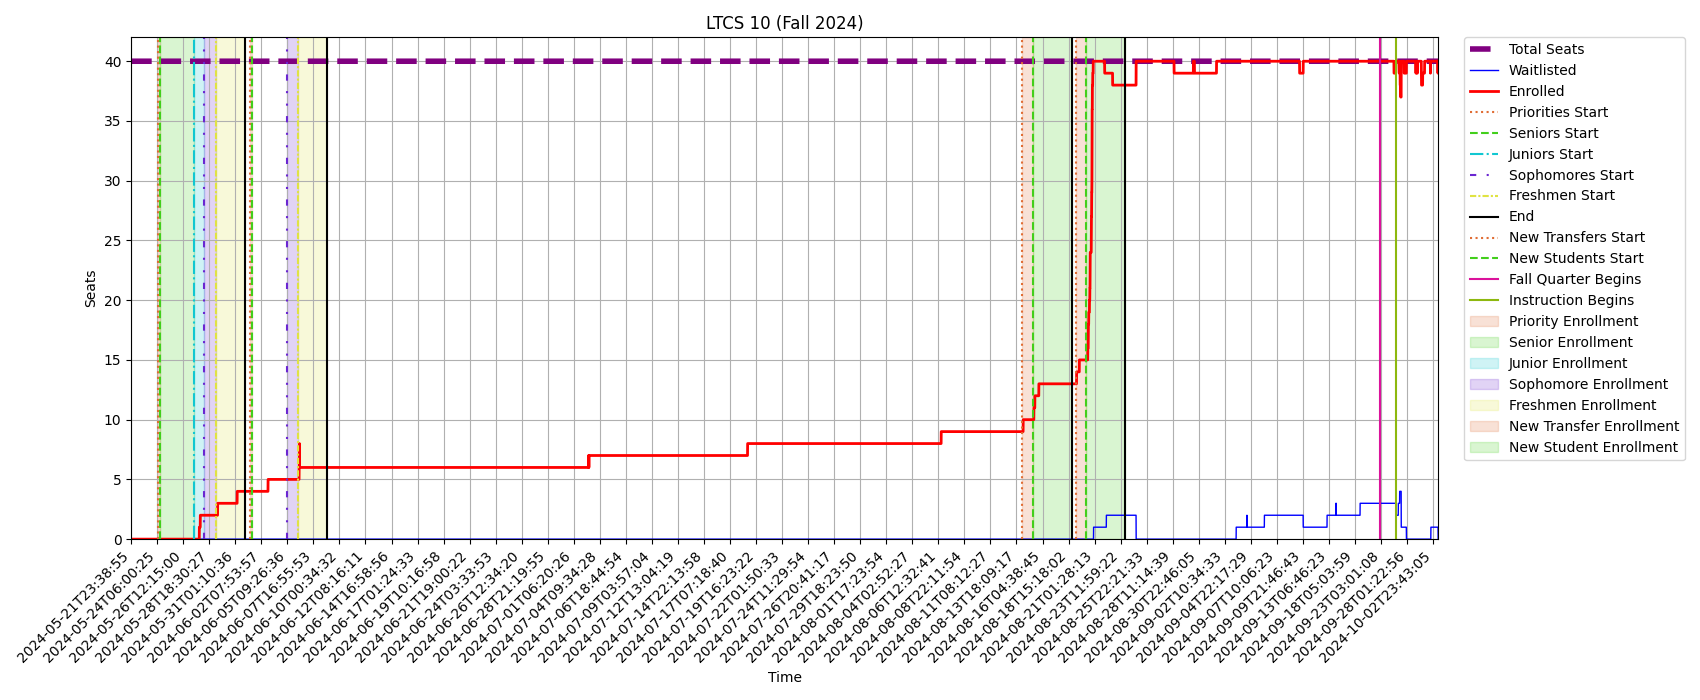 LTCS 10 (Fall 2024)
Seats
40
35
30
25
20
15
10
5
0
2024-05-21T23:38:55
2024-05-24T06:00:25
2024-05-26T12:15:00
2024-05-28T18:30:27
2024-05-31T01:10:36
2024-06-02T07:53:57
2024-06-05T09:26:36
2024-06-07T16:55:53
2024-06-10T00:34:32
2024-06-12T08:16:11
2024-06-14T16:58:56
2024-06-17T01:24:33
2024-06-19T10:16:58
2024-06-21T19:00:22
2024-06-24T03:33:53
2024-06-26T12:34:20
2024-06-28T21:19:55
2024-07-01T06:20:26
2024-07-04T09:34:28
2024-07-06T18:44:54
2024-07-09T03:57:04
2024-07-12T13:04:19
2024-07-14T22:13:58
2024-07-17T07:18:40
2024-07-19T16:23:22
2024-07-22T01:50:33
2024-07-24T11:29:54
2024-07-26T20:41:17
2024-07-29T18:23:50
2024-08-01T17:23:54
2024-08-04T02:52:27
2024-08-06T12:32:41
2024-08-08T22:11:54
2024-08-11T08:12:27
2024-08-13T18:09:17
2024-08-16T04:38:45
2024-08-18T15:18:02
2024-08-21T01:28:13
2024-08-23T11:59:22
2024-08-25T22:21:33
2024-08-28T11:14:39
2024-08-30T22:46:05
2024-09-02T10:34:33
2024-09-04T22:17:29
2024-09-07T10:06:23
2024-09-09T21:46:43
2024-09-13T06:46:23
2024-09-18T05:03:59
2024-09-23T03:01:08
2024-09-28T01:22:56
2024-10-02T23:43:05
Time
Total Seats
Waitlisted
Enrolled
Priorities Start
Seniors Start
Juniors Start
Sophomores Start
Freshmen Start
End
New Transfers Start
New Students Start
Fall Quarter Begins
Instruction Begins
Priority Enrollment
Senior Enrollment
Junior Enrollment
Sophomore Enrollment
Freshmen Enrollment
New Transfer Enrollment
New Student Enrollment